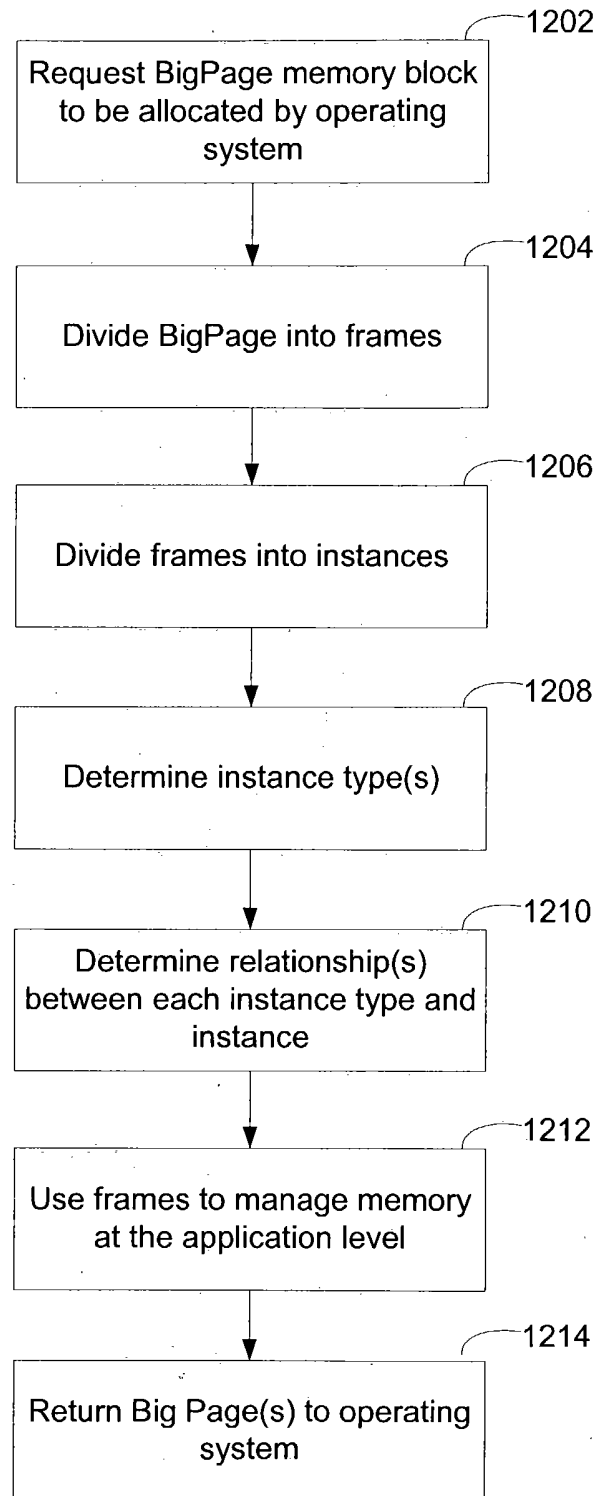 1202
Request BigPage memory block
to be allocated by operating
system
1204
Divide BigPage into frames
1206
Divide frames into instances
1208
Determine instance type(s)
1210
Determine relationship(s)
between each instance type and
instance
1212
Use frames to manage memory
at the application level
1214
Return Big Page(s) to operating
system